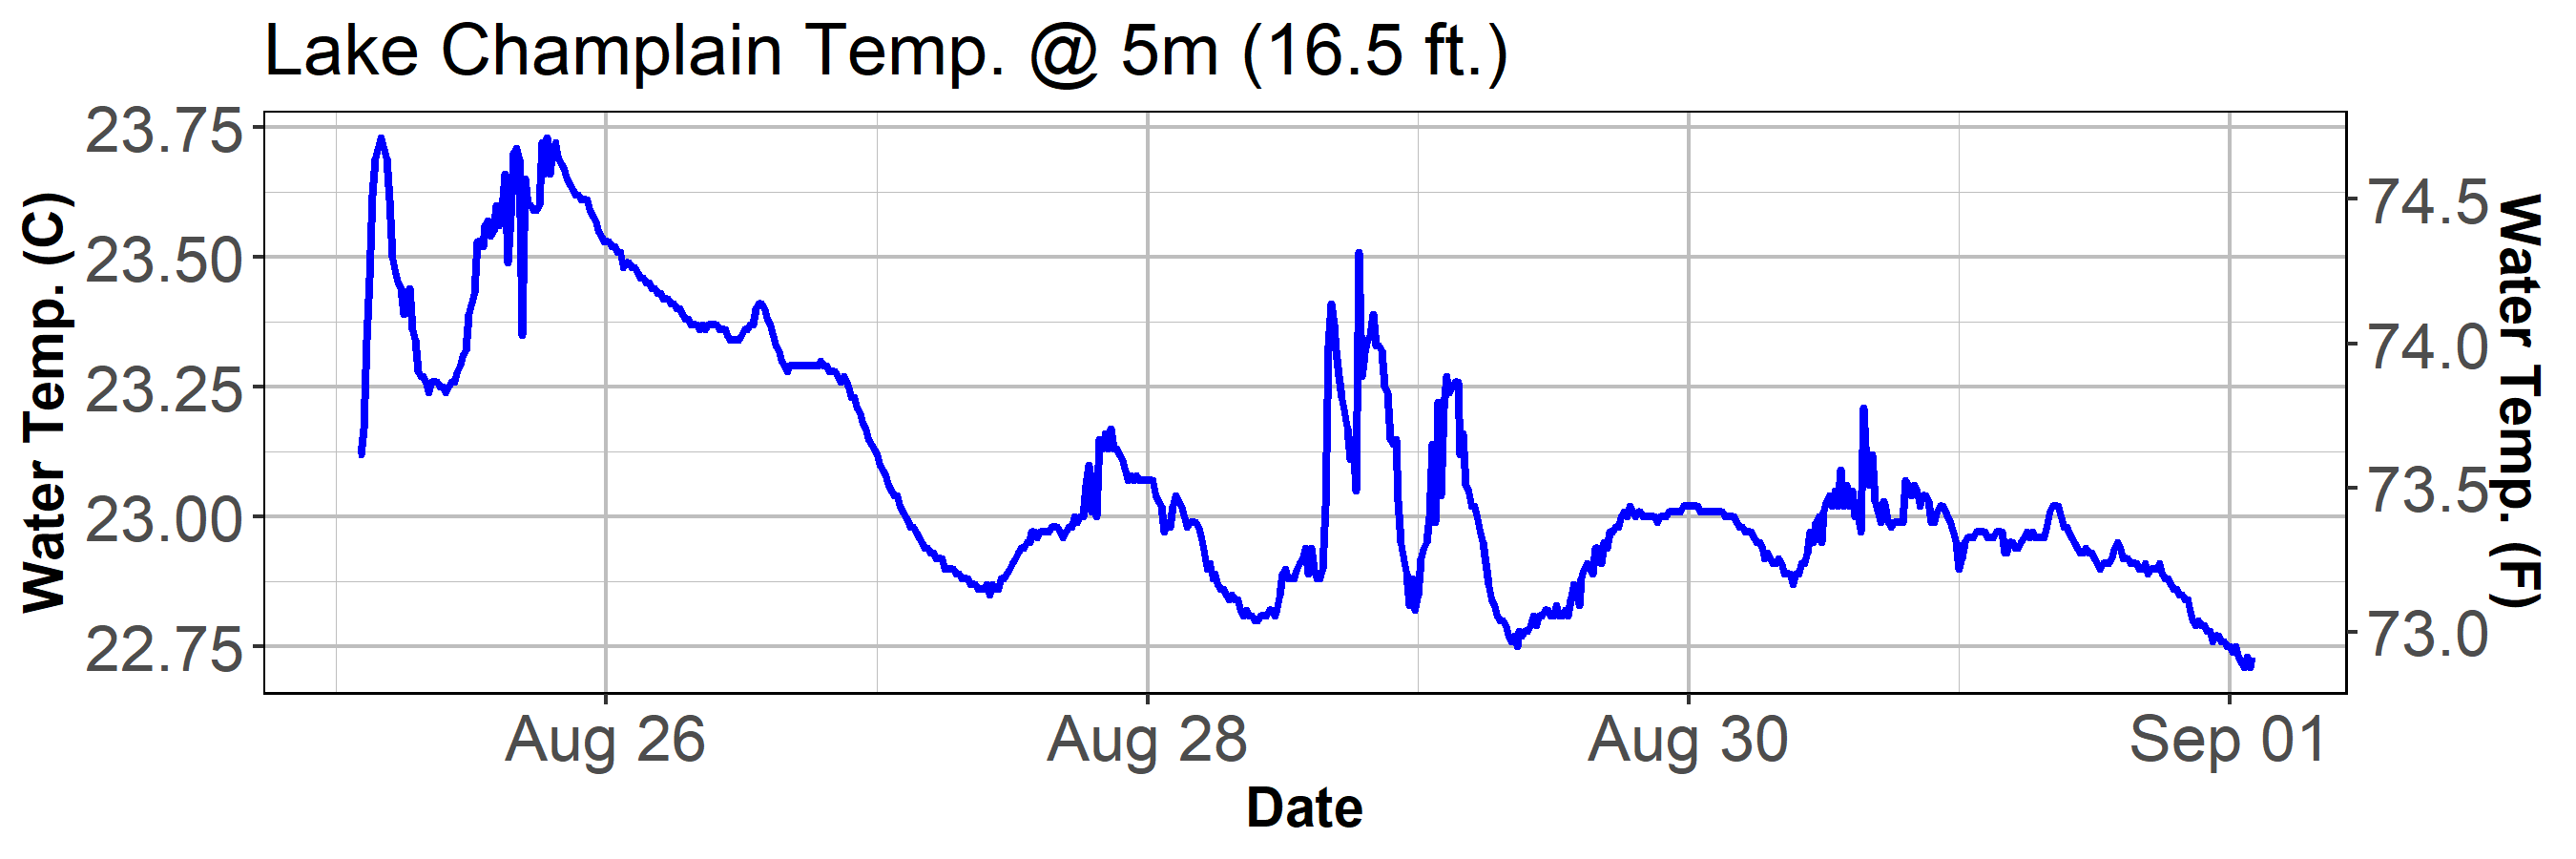 Lake Champlain Temp. @ 5m (16.5 ft.)
Water Temp. (C)
23.75
23.50
23.25
23.00
22.75
74.5
74.0
73.5
73.0
Water Temp. (F)
Aug 26
Aug 28
Aug 30
Sep 01
Date